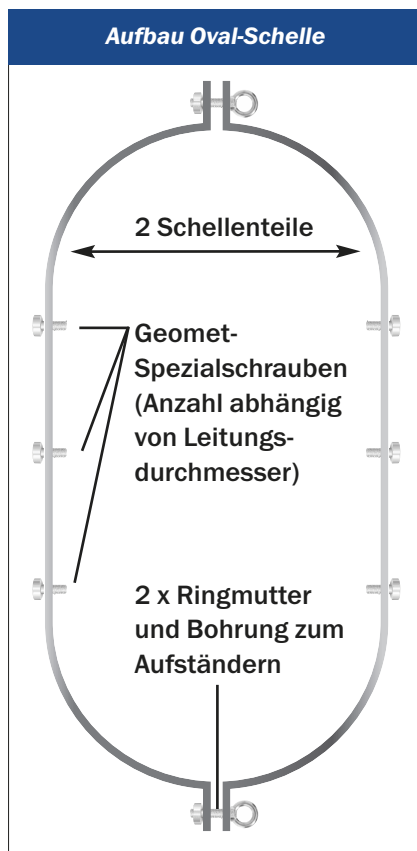 Aufbau Oval-Schelle
2 Schellenteile
Geomet-
Spezialschrauben
(Anzahl abhängig
von Leitungs-
durchmesser)
2 x Ringmutter
und Bohrung zum
Aufständern